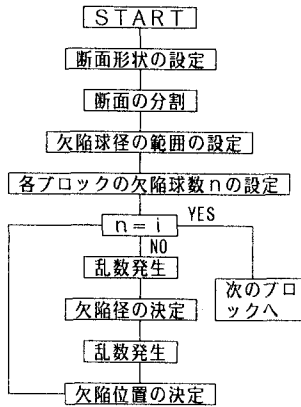 START
断面形状の設定
断面の分割
欠陥球径の範囲の設定
各ブロックの欠陥球数nの設定
n=i
YES
NO
乱数発生
次のブロ
ックへ
欠陥径の決定
乱数発生
欠陥位置の決定